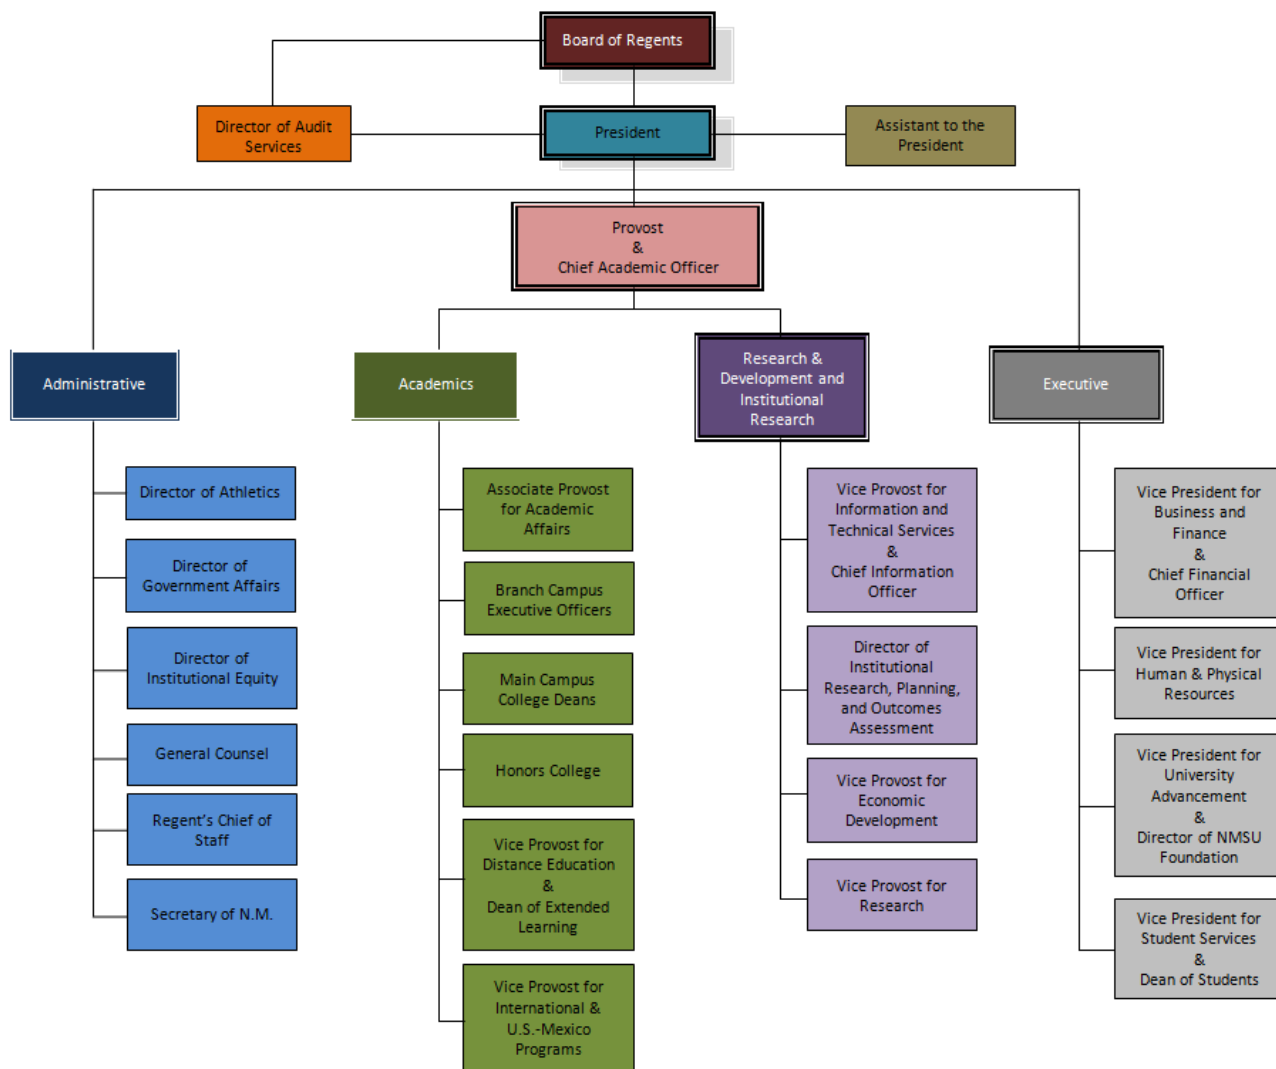 Board of Regents
Director of Audit
Services
President
Assistant to the
President
Provost
&
Chief Academic Officer
Administrative
Academics
Research &
Development and
Institutional
Research
Executive
Director of Athletics
Director of
Government Affairs
Director of
Institutional Equity
General Counsel
Regent's Chief of
Staff
Secretary of N.M.
Associate Provost
for Academic
Affairs
Branch Campus
Executive Officers
Main Campus
College Deans
Honors College
Vice Provost for
Distance Education
&
Dean of Extended
Learning
Vice Provost for
International &
U.S.-Mexico
Programs
Vice Provost for
Information and
Technical Services
&
Chief Information
Officer
Director of
Institutional
Research, Planning,
and Outcomes
Assessment
Vice Provost for
Economic
Development
Vice Provost for
Research
Vice President for
Business and
Finance
&
Chief Financial
Officer
Vice President for
Human & Physical
Resources
Vice President for
University
Advancement
&
Director of NMSU
Foundation
Vice President for
Student Services
&
Dean of Students